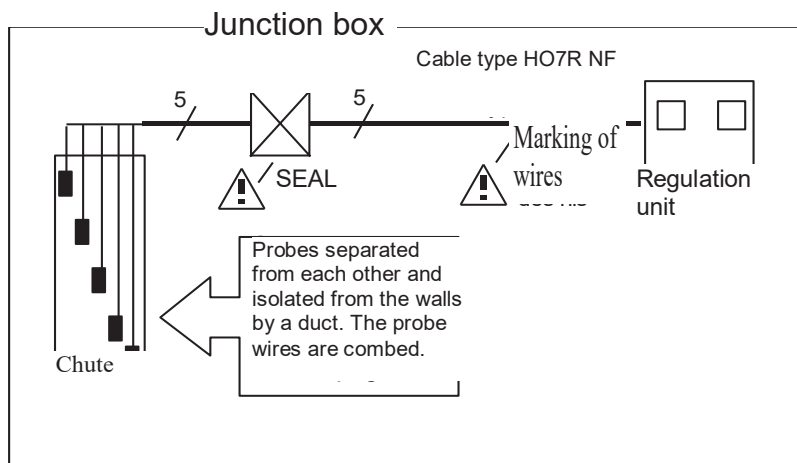 Junction box
Cable type HO7R NF
5
5
Marking of
wires
SEAL
Regulation
unit
Probes separated
from each other and
isolated from the walls
by a duct. The probe
wires are combed.
Chute